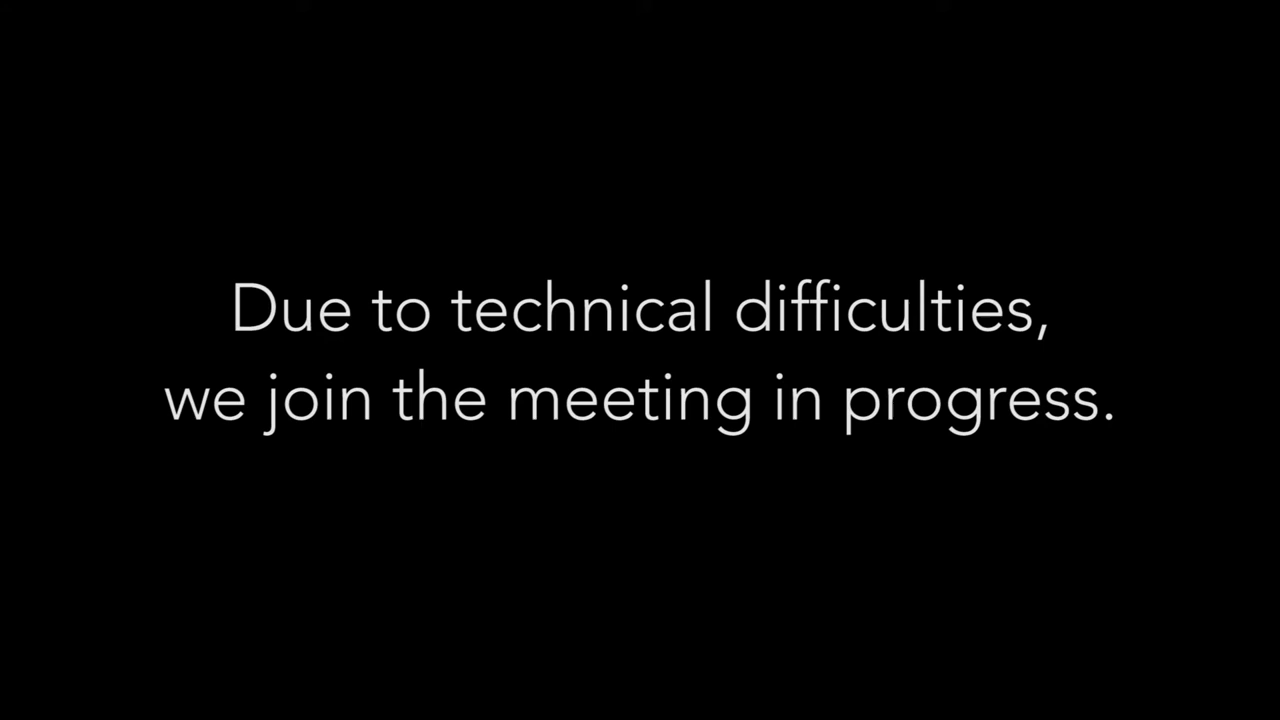 Due to technical difficulties,
we join the meeting in progress.